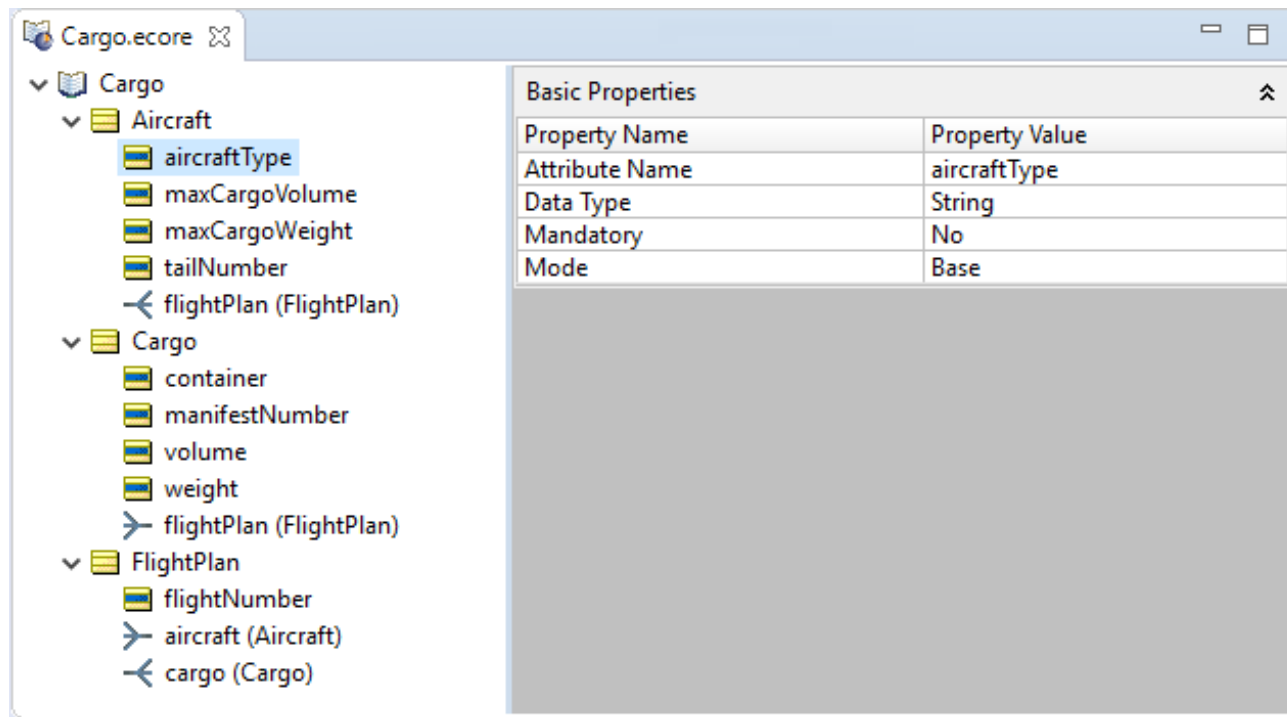 Cargo.ecore
Cargo
Aircraft
aircraftType
maxCargoVolume
maxCargoWeight
tailNumber
flightPlan (FlightPlan)
Cargo
container
manifestNumber
volume
weight
flightPlan (FlightPlan)
FlightPlan
flightNumber
aircraft (Aircraft)
cargo (Cargo)
Basic Properties
Property Name Property Value
Attribute Name aircraftType
Data Type String
Mandatory No
Mode Base